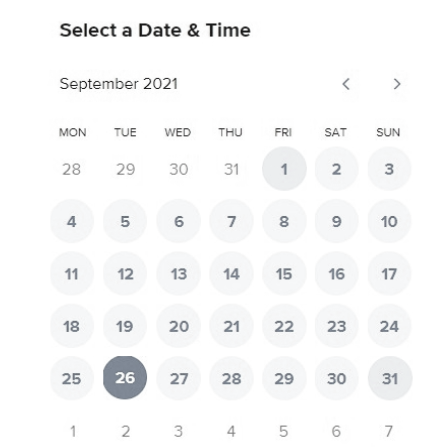 Select a Date & Time
September 2021
MON TUE WED THU FRI SAT SUN
28 29 30 31 1 2 3
4 5 6 7 8 9 10
11 12 13 14 15 16 17
18 19 20 21 22 23 24
25 26 27 28 29 30 31
1 2 3 4 5 6 7